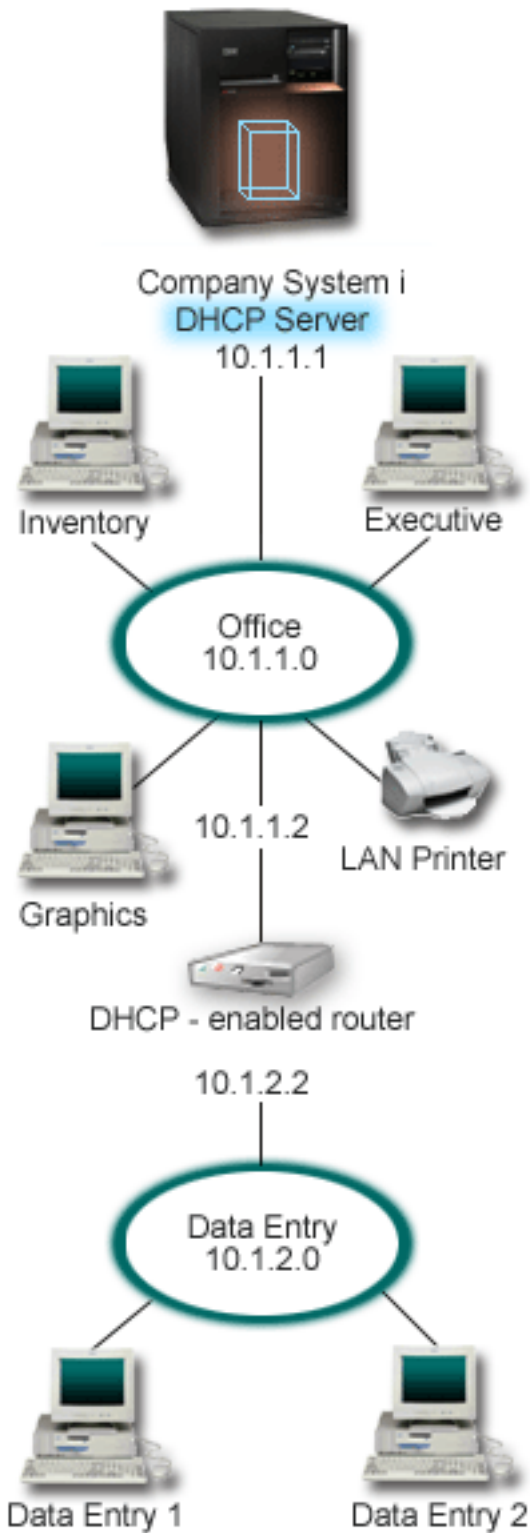 IBM
Company System i
DHCP Server
10.1.1.1
Inventory
Executive
Office
10.1.1.0
10.1.1.2
Graphics
LAN Printer
DHCP - enabled router
10.1.2.2
Data Entry
10.1.2.0
Data Entry 1
Data Entry 2